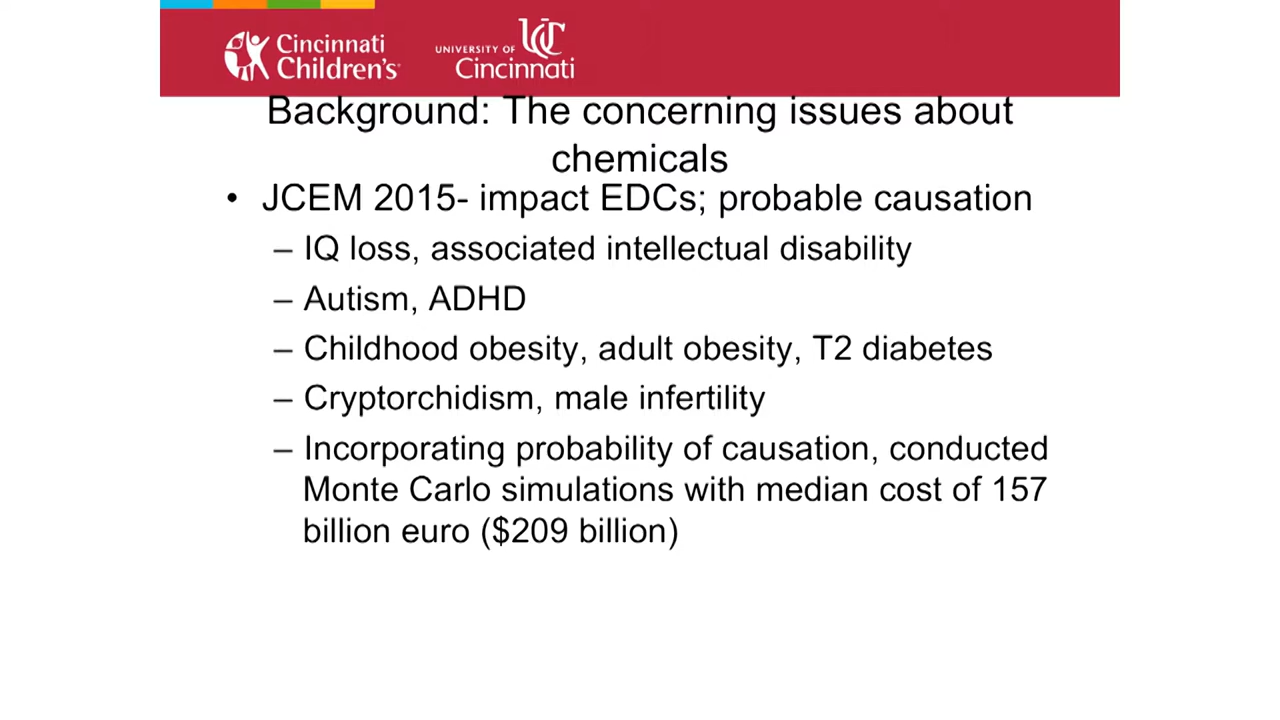 Cincinnati
Children's
UNIVERSITY OF
UC
Cincinnati
Background: The concerning issues about
chemicals
• JCEM 2015- impact EDCs; probable causation
– IQ loss, associated intellectual disability
– Autism, ADHD
– Childhood obesity, adult obesity, T2 diabetes
– Cryptorchidism, male infertility
– Incorporating probability of causation, conducted
Monte Carlo simulations with median cost of 157
billion euro ($209 billion)